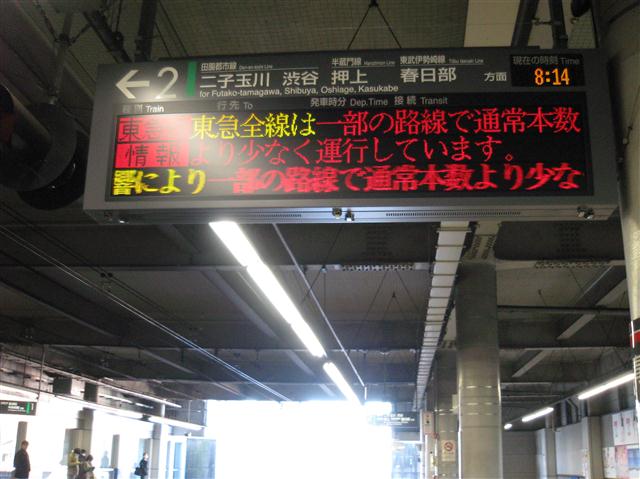 田園都市線 Den-en-toshi Line 半蔵門線 Hanzōmon Line 東武伊勢崎線 Tōbu Isesaki Line 現在の時刻 Time
← 2 二子玉川 渋谷 押上 春日部 方面 8:14
for Futako-tamagawa, Shibuya, Oshiage, Kasukabe
種別 Train 行先 To 発車時分 Dep.Time 接続 Transit
東急線 東急全線は一部の路線で通常本数
情報 より少なく運行しています。
響により一部の路線で通常本数より少な